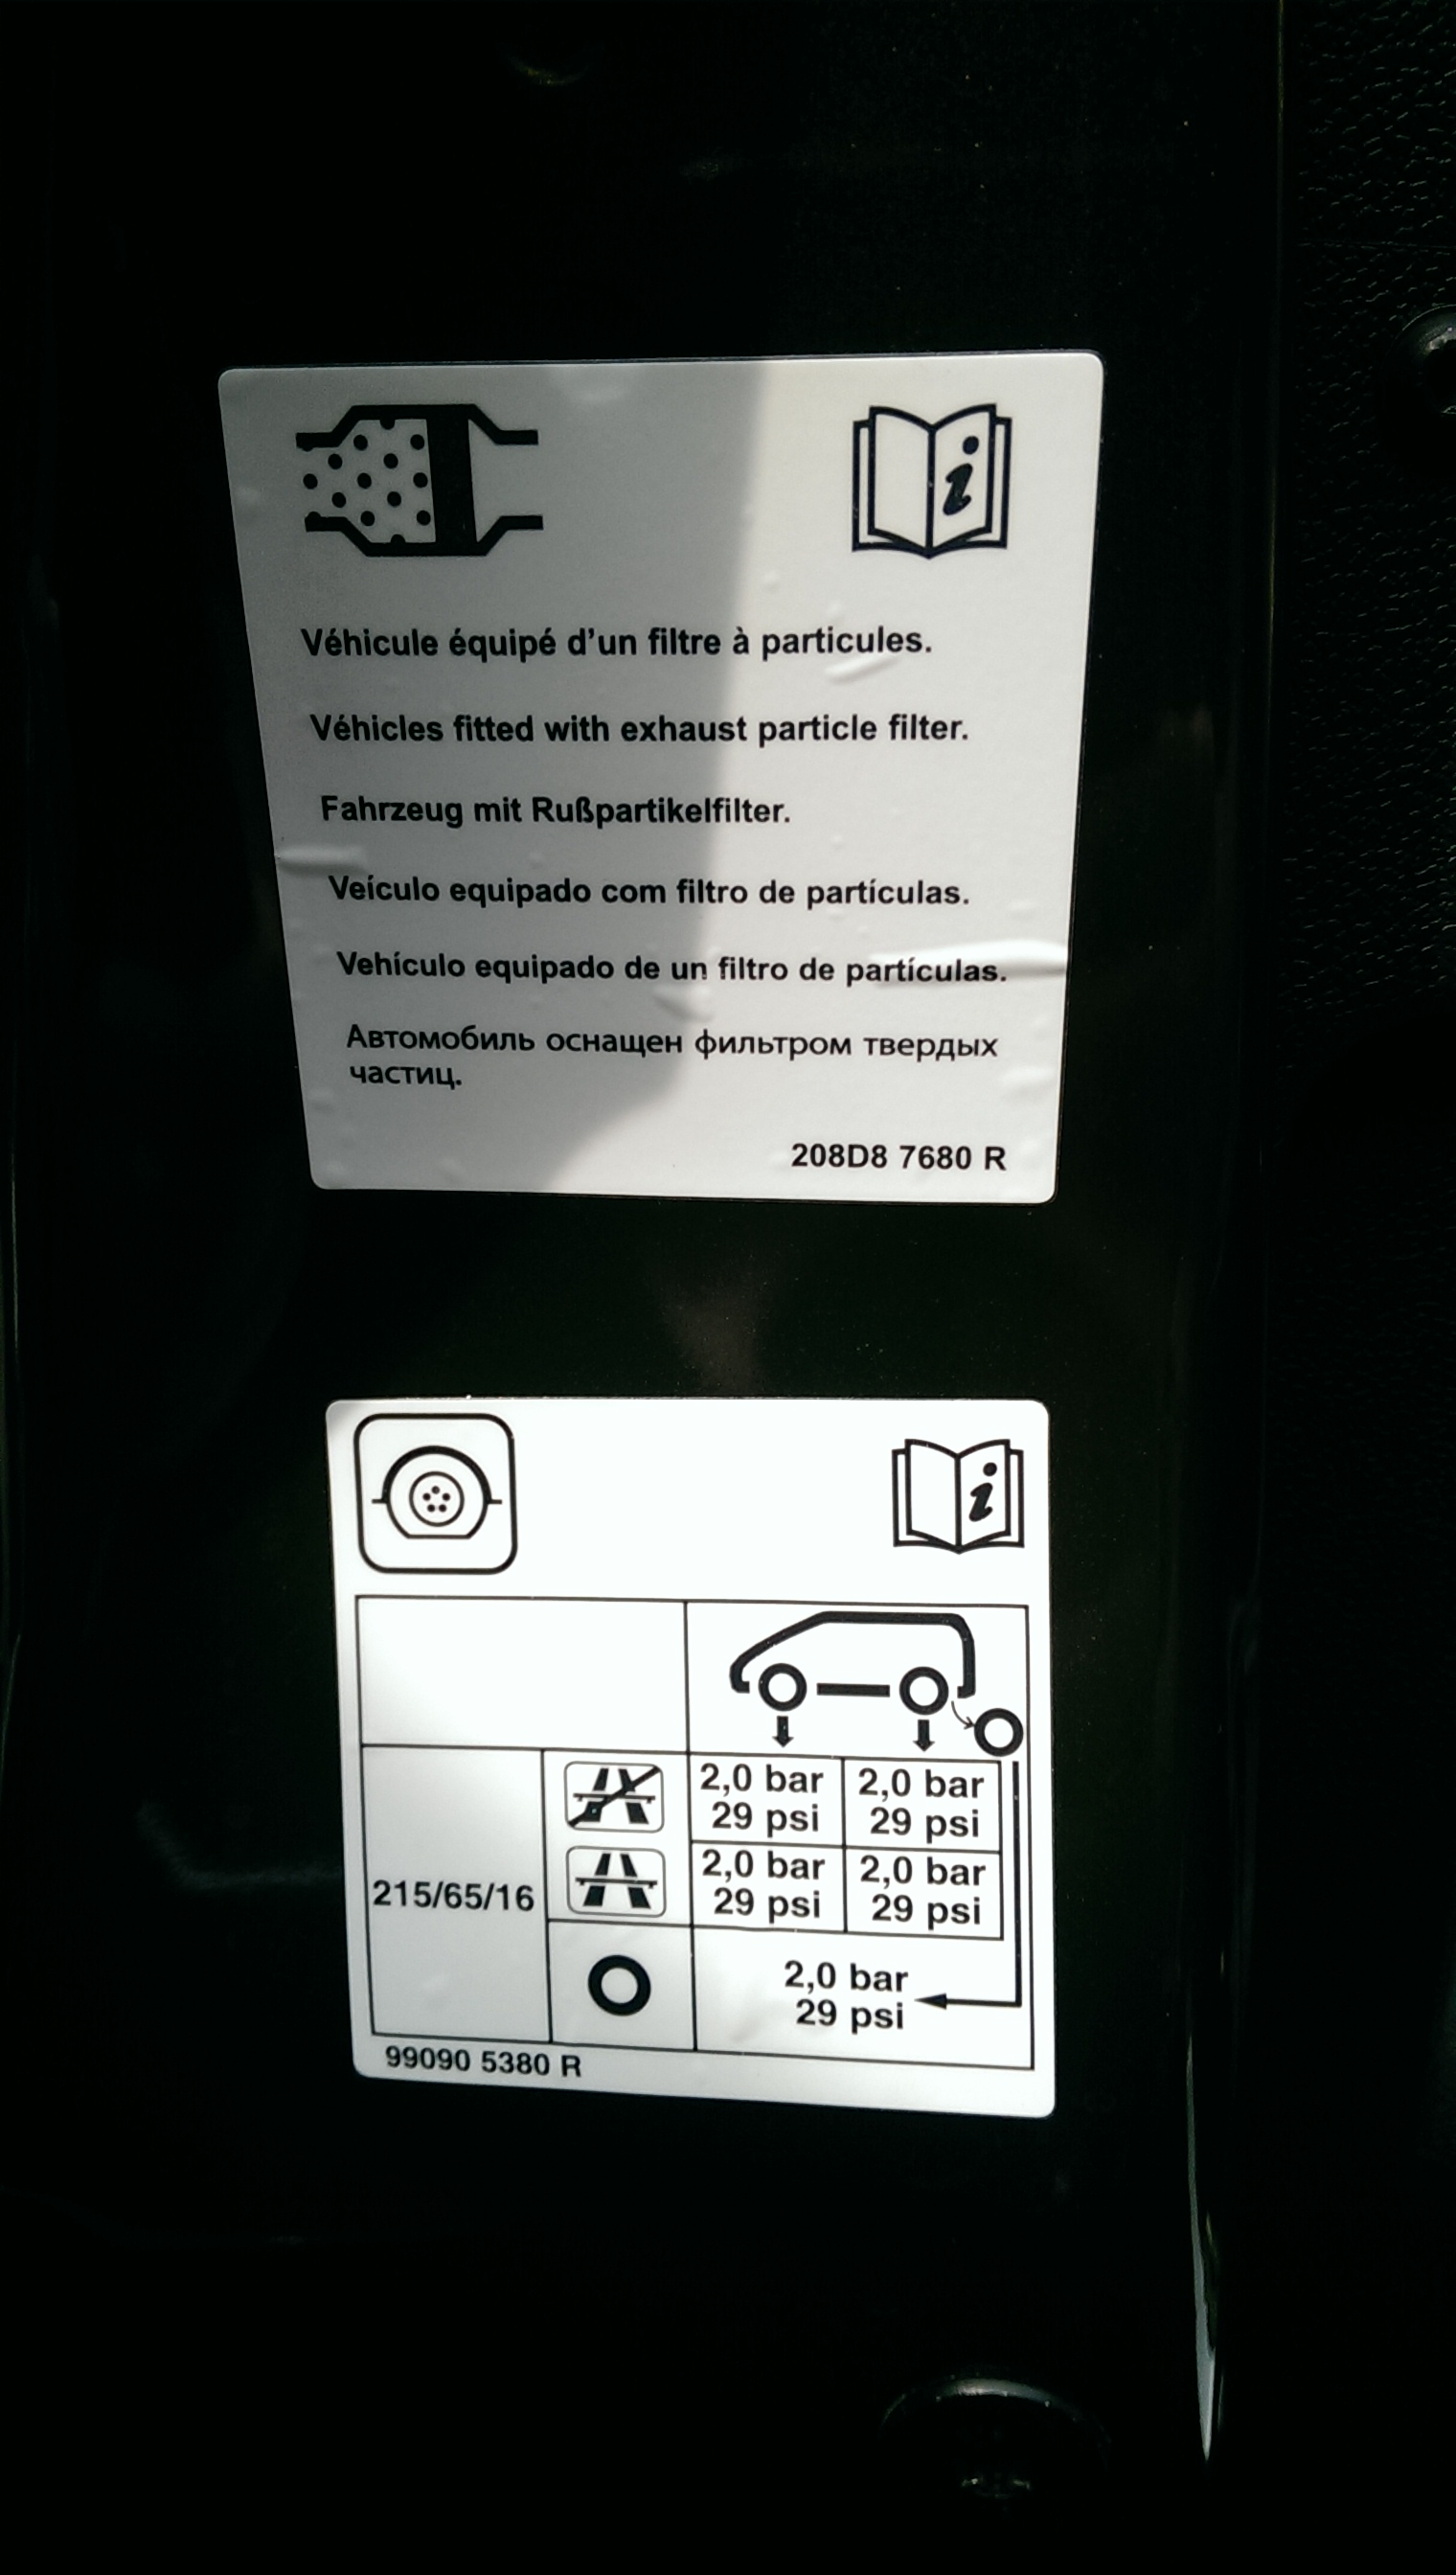 i
Véhicule équipé d'un filtre à particules.
Véhicles fitted with exhaust particle filter.
Fahrzeug mit Rußpartikelfilter.
Veículo equipado com filtro de partículas.
Vehículo equipado de un filtro de partículas.
Автомобиль оснащен фильтром твердых
частиц.
208D8 7680 R
i
2,0 bar 2,0 bar
29 psi 29 psi
2,0 bar 2,0 bar
215/65/16 29 psi 29 psi
2,0 bar
29 psi
99090 5380 R